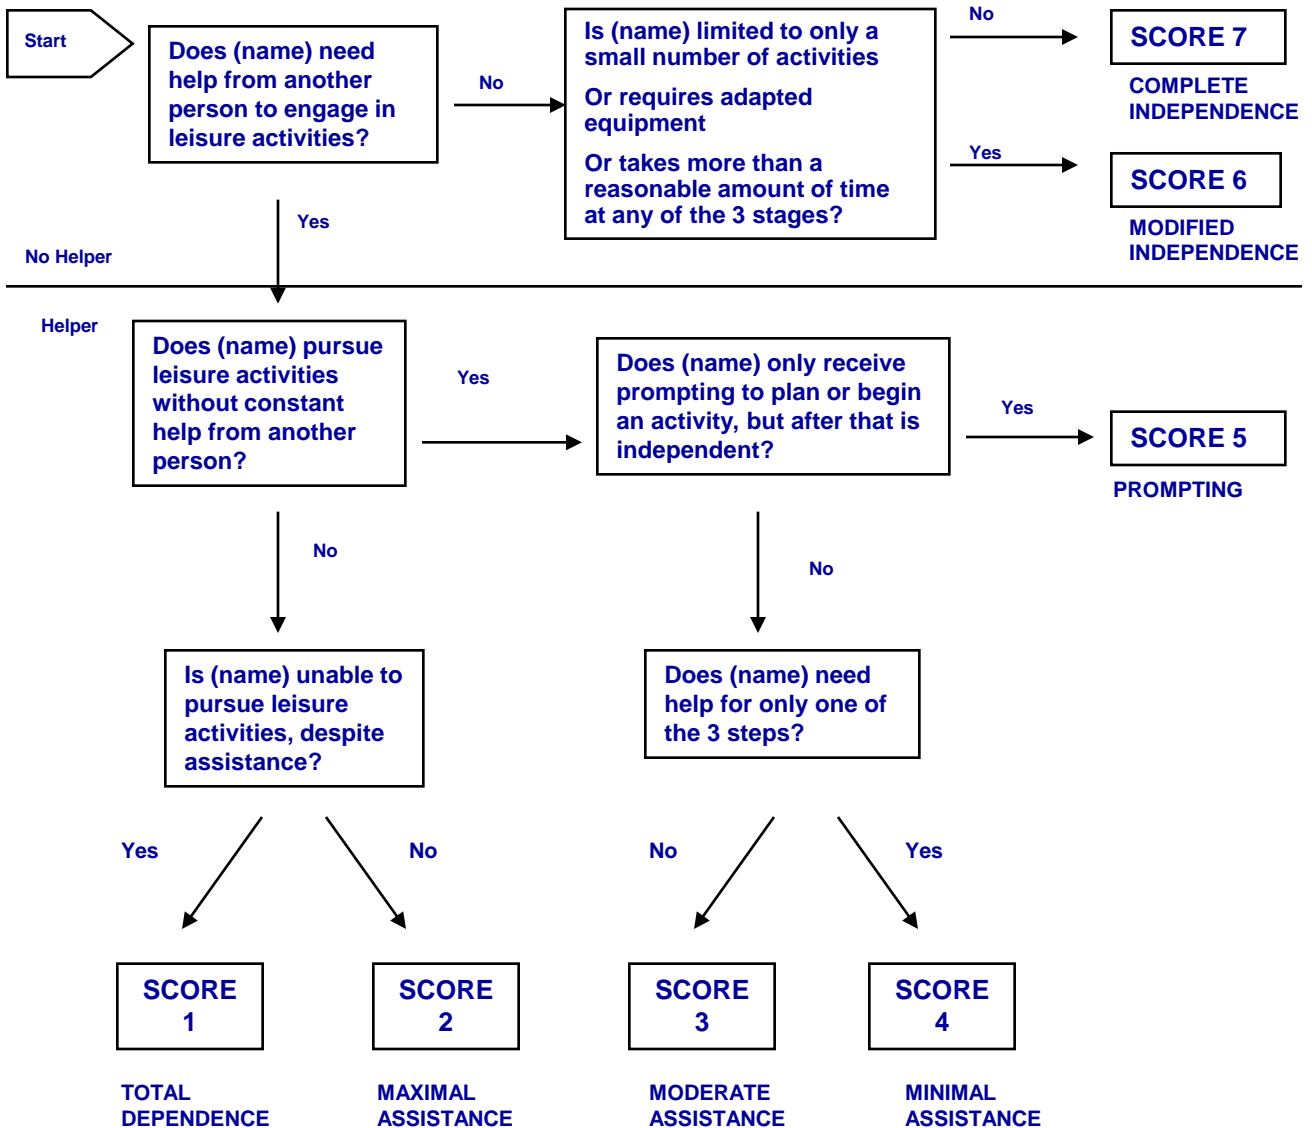 Start
Does (name) need
help from another
person to engage in
leisure activities?
No
Is (name) limited to only a
small number of activities
Or requires adapted
equipment
Or takes more than a
reasonable amount of time
at any of the 3 stages?
No
SCORE 7
COMPLETE
INDEPENDENCE
Yes
SCORE 6
MODIFIED
INDEPENDENCE
Yes
No Helper
Helper
Does (name) pursue
leisure activities
without constant
help from another
person?
Yes
Does (name) only receive
prompting to plan or begin
an activity, but after that is
independent?
Yes
SCORE 5
PROMPTING
No
No
Is (name) unable to
pursue leisure
activities, despite
assistance?
Does (name) need
help for only one of
the 3 steps?
Yes
No
No
Yes
SCORE
1
SCORE
2
SCORE
3
SCORE
4
TOTAL
DEPENDENCE
MAXIMAL
ASSISTANCE
MODERATE
ASSISTANCE
MINIMAL
ASSISTANCE